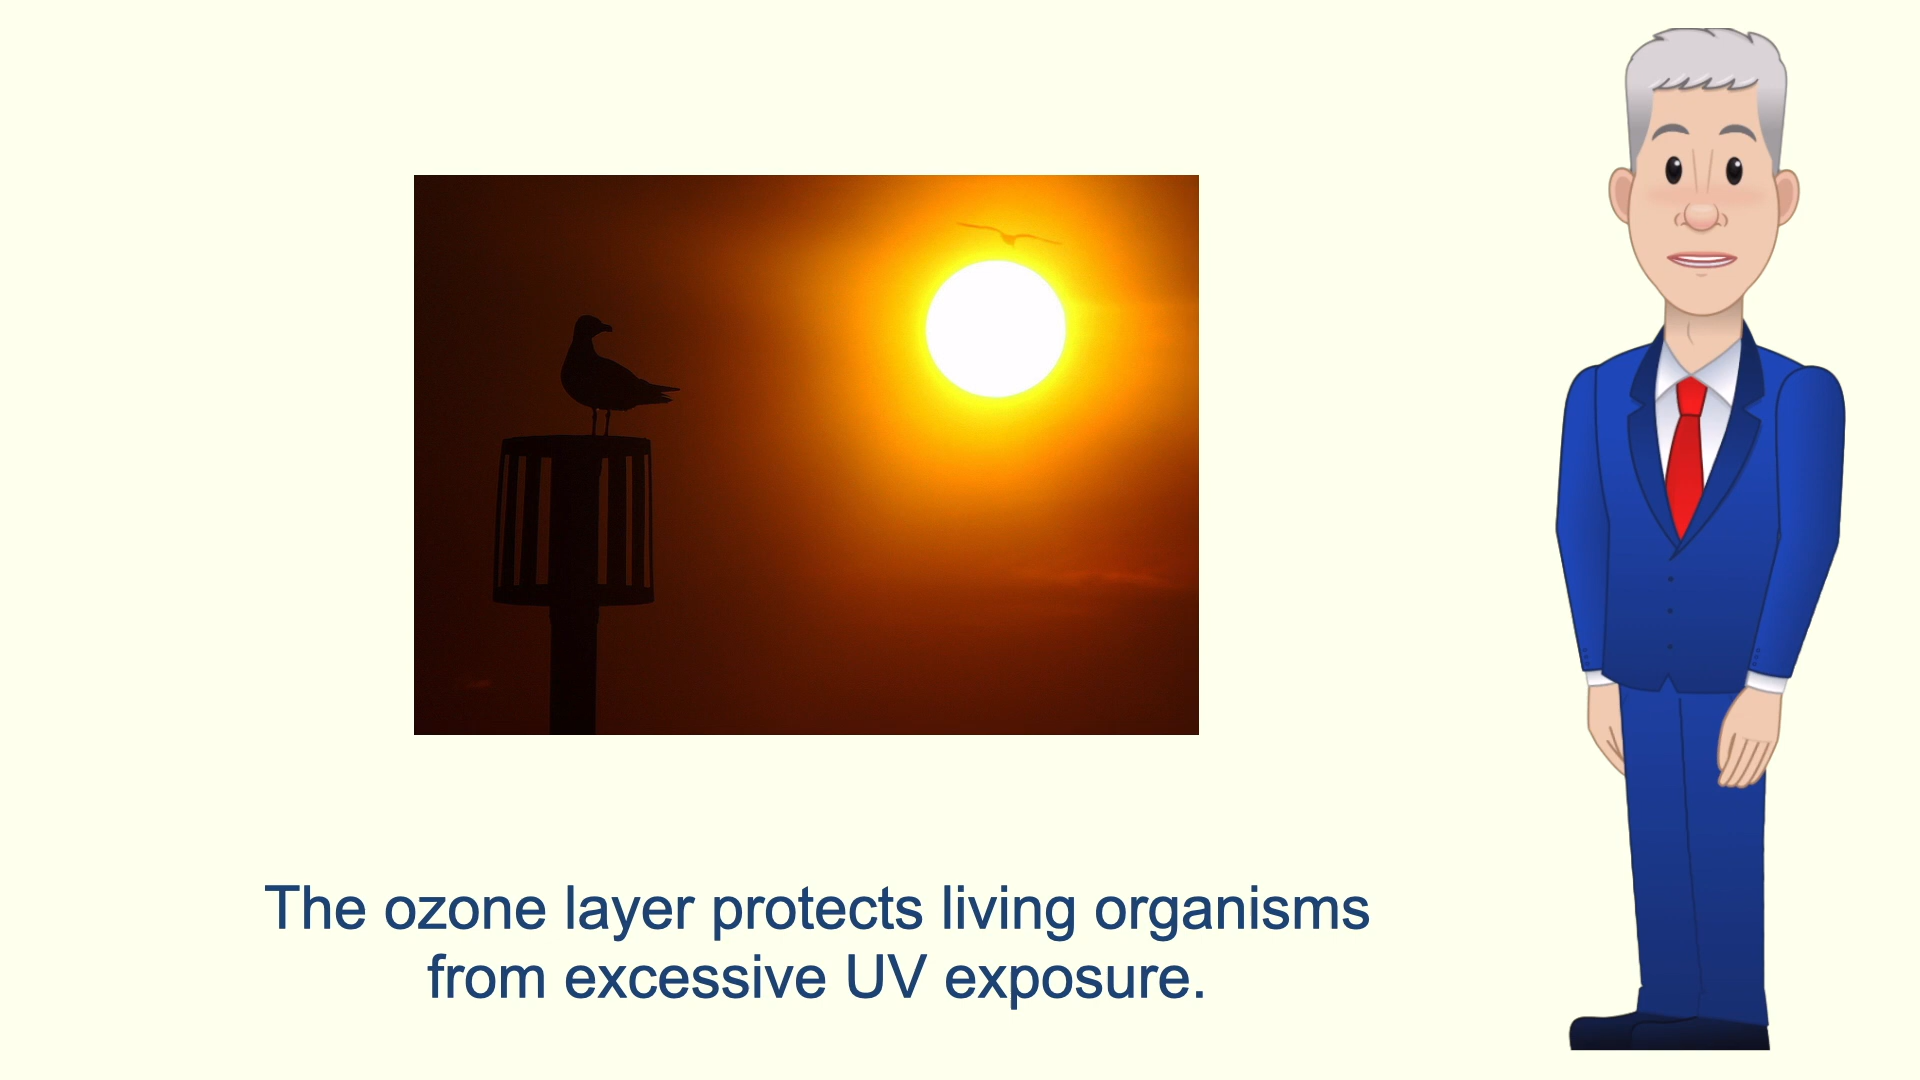 The ozone layer protects living organisms
from excessive UV exposure.